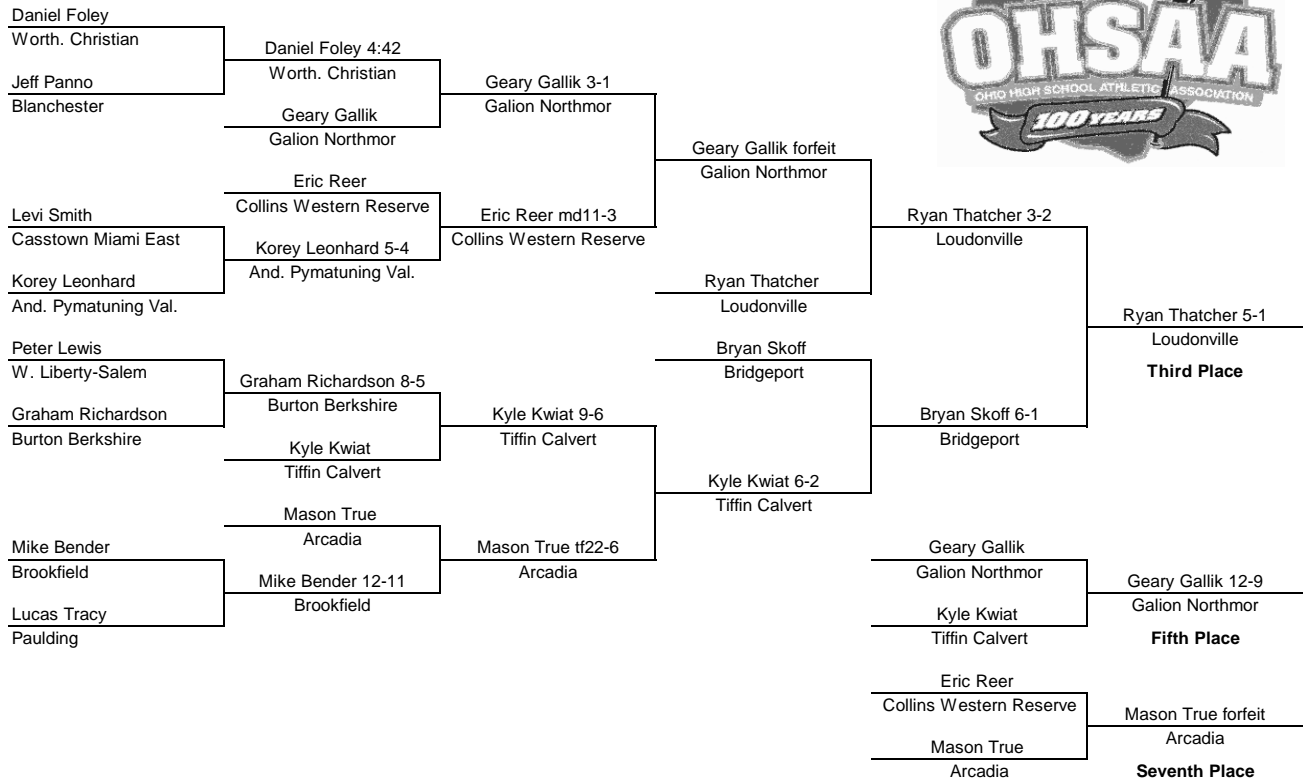 Daniel Foley
Worth. Christian
Jeff Panno
Blanchester
Levi Smith
Casstown Miami East
Korey Leonhard
And. Pymatuning Val.
Peter Lewis
W. Liberty-Salem
Graham Richardson
Burton Berkshire
Mike Bender
Brookfield
Lucas Tracy
Paulding
Daniel Foley 4:42
Worth. Christian
Geary Gallik
Galion Northmor
Eric Reer
Collins Western Reserve
Korey Leonhard 5-4
And. Pymatuning Val.
Graham Richardson 8-5
Burton Berkshire
Kyle Kwiat
Tiffin Calvert
Mason True
Arcadia
Mike Bender 12-11
Brookfield
Geary Gallik 3-1
Galion Northmor
Eric Reer md11-3
Collins Western Reserve
Kyle Kwiat 9-6
Tiffin Calvert
Mason True tf22-6
Arcadia
Geary Gallik forfeit
Galion Northmor
Ryan Thatcher
Loudonville
Bryan Skoff
Bridgeport
Kyle Kwiat 6-2
Tiffin Calvert
Ryan Thatcher 3-2
Loudonville
Bryan Skoff 6-1
Bridgeport
Ryan Thatcher 5-1
Loudonville
Third Place
Geary Gallik
Galion Northmor
Kyle Kwiat
Tiffin Calvert
Geary Gallik 12-9
Galion Northmor
Fifth Place
Eric Reer
Collins Western Reserve
Mason True
Arcadia
Mason True forfeit
Arcadia
Seventh Place
OHSAA
OHIO HIGH SCHOOL ATHLETIC ASSOCIATION
100 YEARS